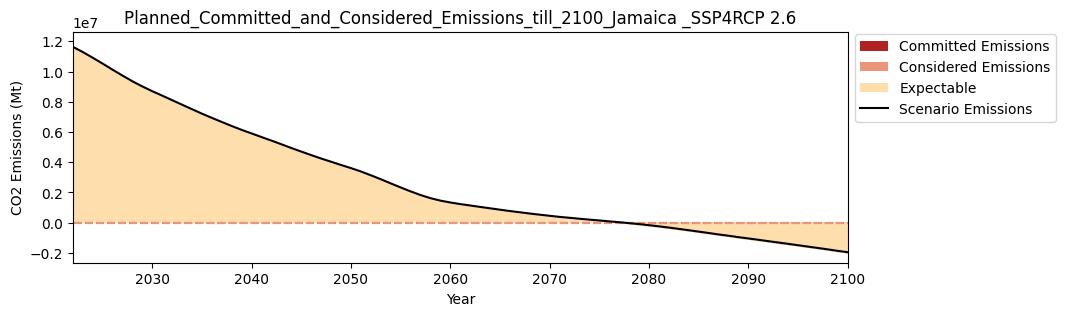 Planned_Committed_and_Considered_Emissions_till_2100_Jamaica _SSP4RCP 2.6
1e7
1.2
1.0
0.8
0.6
0.4
0.2
0.0
−0.2
CO2 Emissions (Mt)
2030 2040 2050 2060 2070 2080 2090 2100
Year
Committed Emissions
Considered Emissions
Expectable
Scenario Emissions